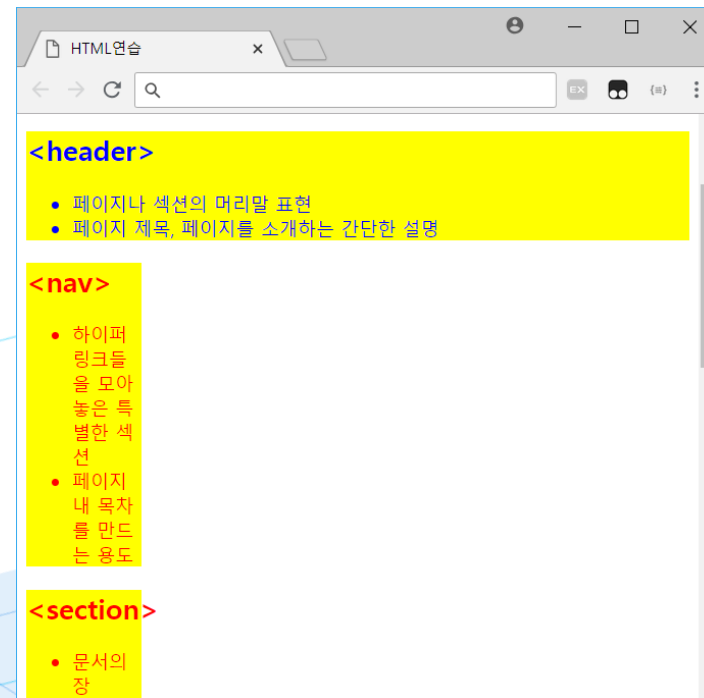 HTML연습
EX
<header>
페이지나 섹션의 머리말 표현
페이지 제목, 페이지를 소개하는 간단한 설명
<nav>
하이퍼
링크들
을 모아
놓은 특
별한 섹
션
페이지
내 목차
를 만드
는 용도
<section>
문서의
장